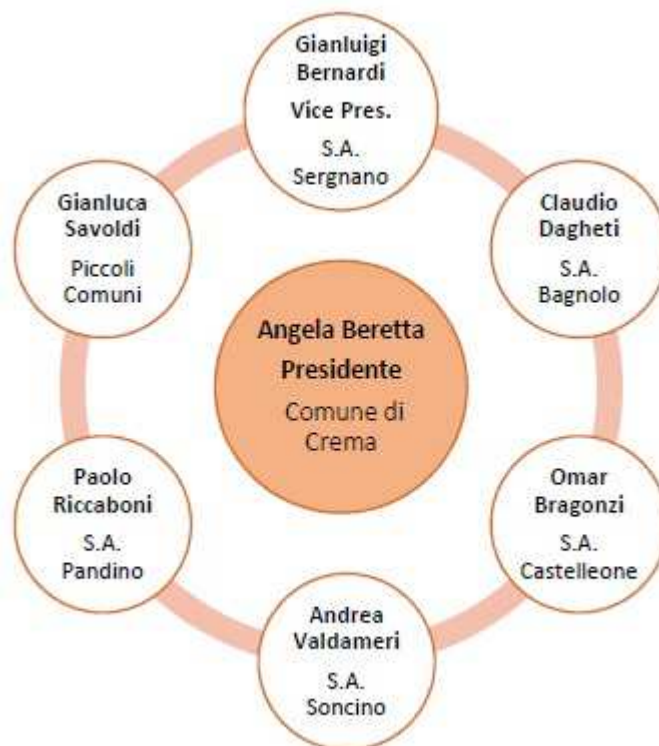 Gianluigi
Bernardi
Vice Pres.
S.A.
Sergnano
Claudio
Dagheti
S.A.
Bagnolo
Omar
Bragonzi
S.A.
Castelleone
Andrea
Valdameri
S.A.
Soncino
Paolo
Riccaboni
S.A.
Pandino
Gianluca
Savoldi
Piccoli
Comuni
Angela Beretta
Presidente
Comune di
Crema